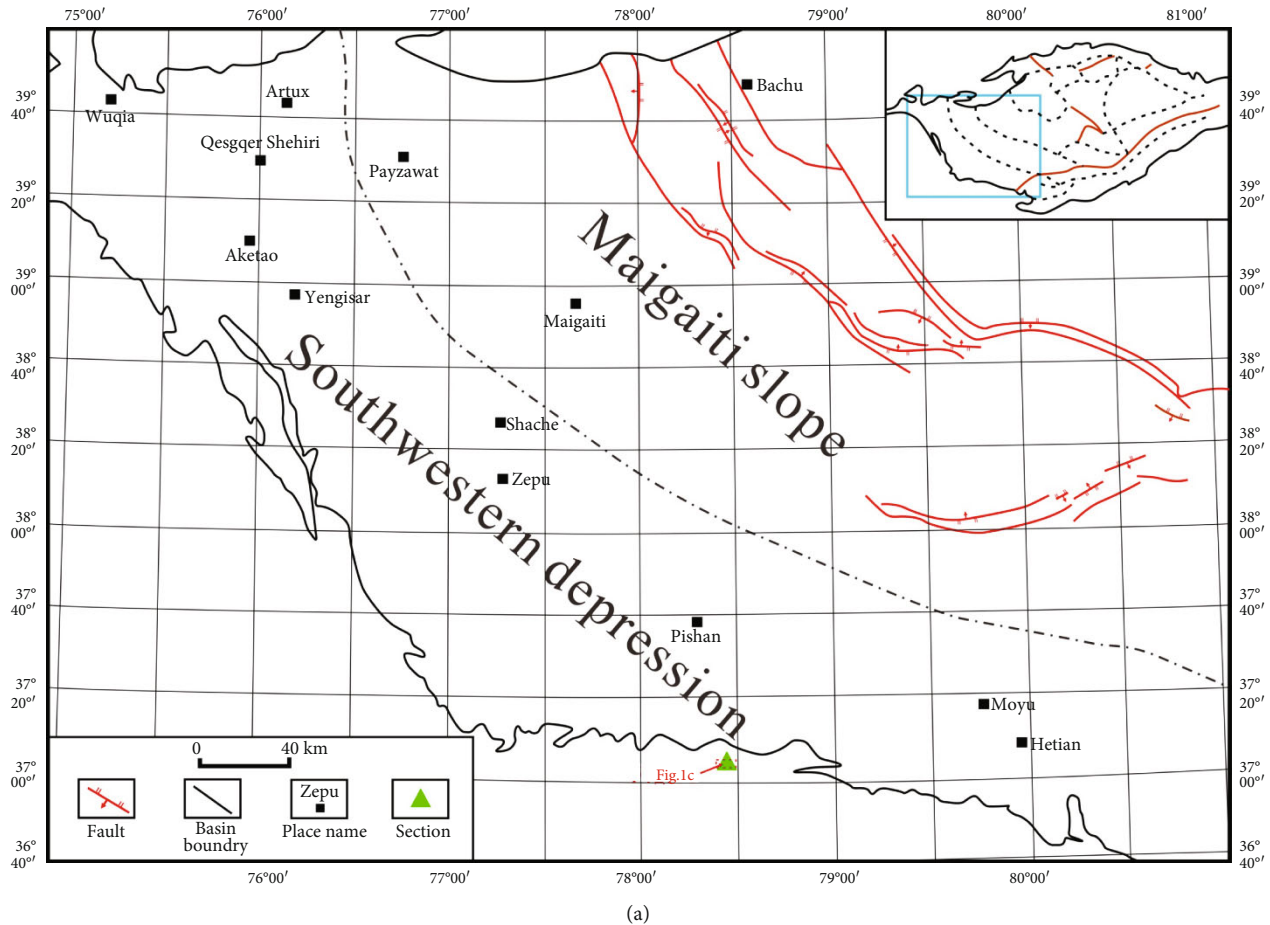 75°00′ 76°00′ 77°00′ 78°00′ 79°00′ 80°00′ 81°00′
39°
40°′
39°
40°′
Wuqia
Artux
Bachu
Qesgqer Shehiri
Payzawat
39°
20°′
39°
20°′
Aketao
39°
00°′
39°
00°′
Yengisar
Maigaiti
Maigaiti slope
Southwestern depression
38°
40°′
38°
40°′
Shache
38°
20°′
38°
20°′
Zepu
38°
00°′
38°
00°′
37°
40°′
37°
40°′
Pishan
37°
20°′
37°
20°′
Moyu
Hetian
Fig.1c
37°
00°′
37°
00°′
0 40 km
Zepu
Fault
Basin
boundry
Place name
Section
36°
40°′
36°
40°′
76°00′ 77°00′ 78°00′ 79°00′ 80°00′
(a)